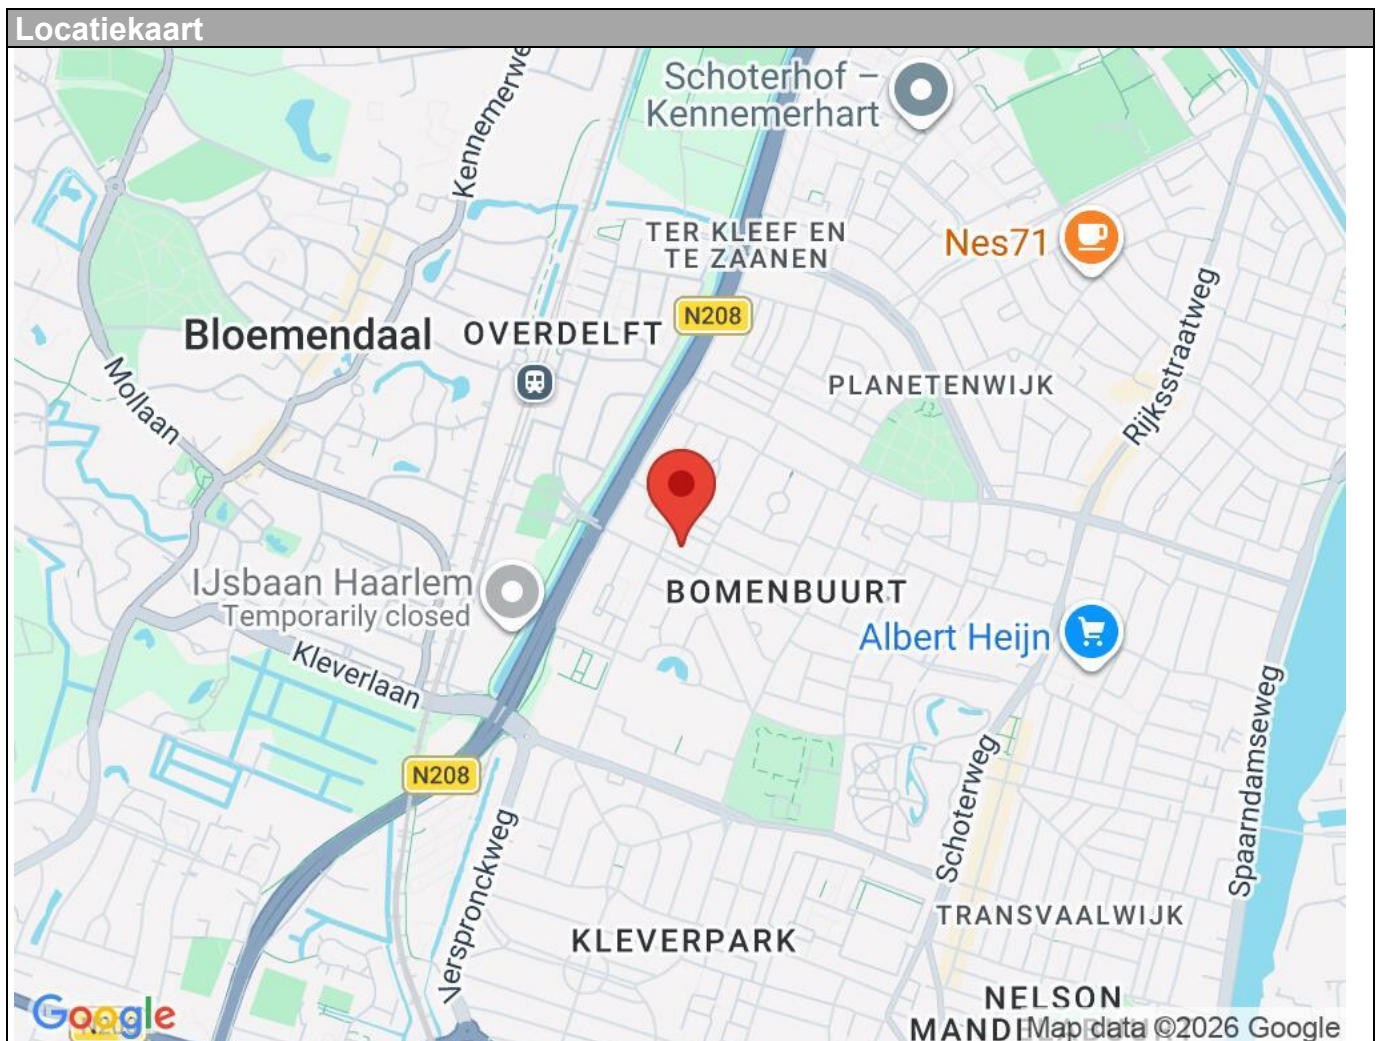 Locatiekaart
Schoterhof –
Kennemerhart
Kennemerweg
TER KLEEF EN
TE ZAANEN
Nes71
N208
Bloemendaal
OVERDELFT
Rijksstraatweg
PLANETENWIJK
Mollaan
IJsbaan Haarlem
Temporarily closed
BOMENBUURT
Albert Heijn
Kleverlaan
Spaarndamseweg
N208
Schoterweg
Verspronckweg
TRANSVAALWIJK
KLEVERPARK
NELSON
Google
Map data ©2026 Google